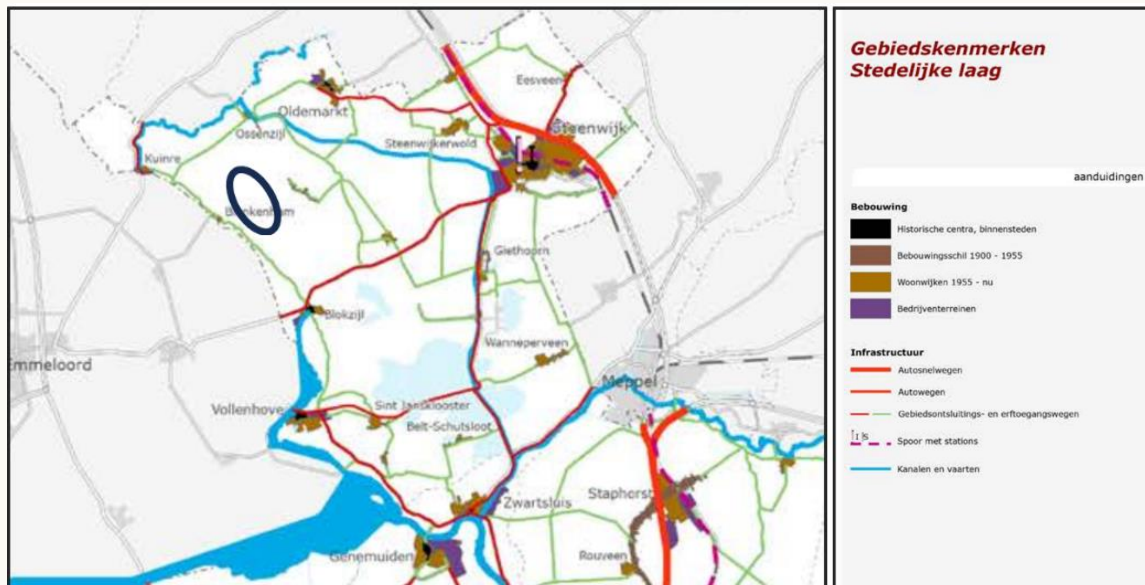 Eesveen
Oldemarkt
Steenwijk
Ossenzijl
Steenwijkerwold
Kuinre
Blankenham
Giethoorn
Blokzijl
Wanneperveen
Emmeloord
Meppel
Vollenhove
Sint Jansklooster
Belt-Schutsloot
Zwartsluis
Staphorst
Rouveen
Genemuiden
Gebiedskenmerken
Stedelijke laag
aanduidingen
Bebouwing
Historische centra, binnensteden
Bebouwingsschil 1900 - 1955
Woonwijken 1955 - nu
Bedrijventerreinen
Infrastructuur
Autosnelwegen
Autowegen
Gebiedsontsluitings- en erftoegangswegen
Spoor met stations
Kanalen en vaarten